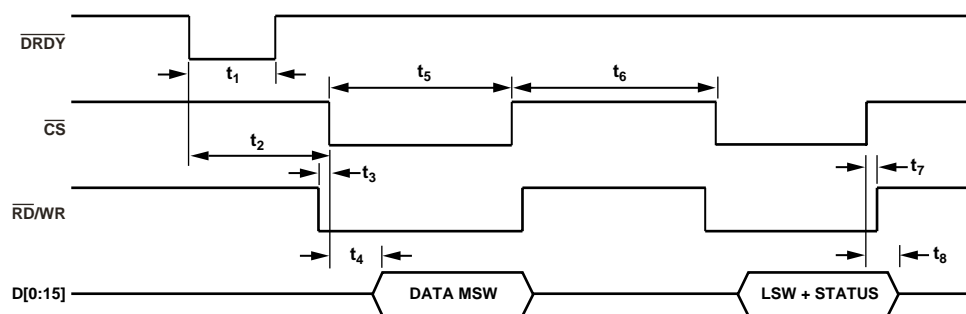 DRDY
t1
t5
t6
CS
t2
t3
t7
RD/WR
t4
t8
D[0:15]
DATA MSW
LSW + STATUS